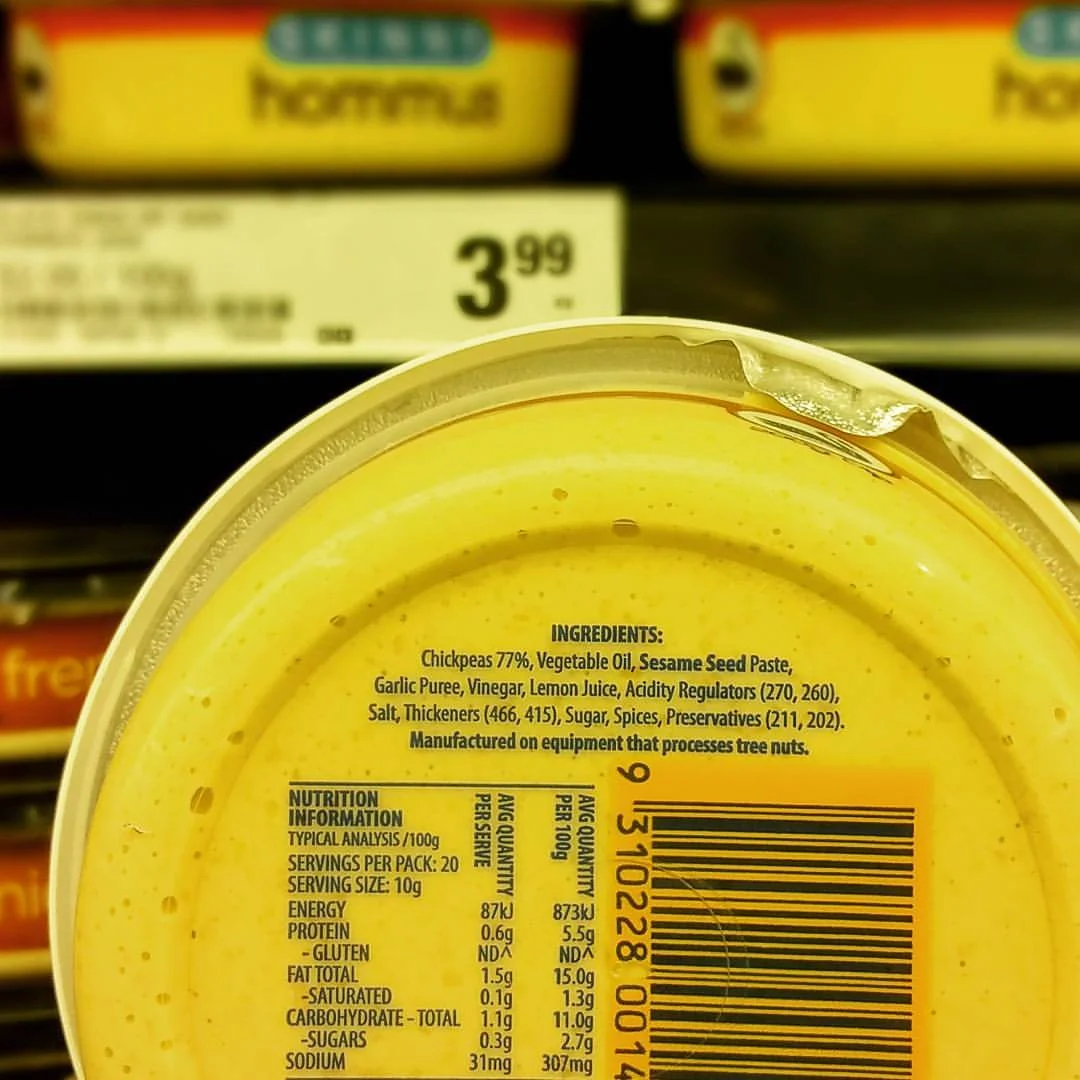 SKINNY
hommus
ho
3 99
fre
ni
INGREDIENTS:
Chickpeas 77%, Vegetable Oil, Sesame Seed Paste,
Garlic Puree, Vinegar, Lemon Juice, Acidity Regulators (270, 260),
Salt, Thickeners (466, 415), Sugar, Spices, Preservatives (211, 202).
Manufactured on equipment that processes tree nuts.
NUTRITION
INFORMATION
TYPICAL ANALYSIS /100g
SERVINGS PER PACK: 20
SERVING SIZE: 10g
AVG QUANTITY
PER SERVE
AVG QUANTITY
PER 100g
ENERGY 87kJ 873kJ
PROTEIN 0.6g 5.5g
- GLUTEN ND^ ND^
FAT TOTAL 1.5g 15.0g
-SATURATED 0.1g 1.3g
CARBOHYDRATE - TOTAL 1.1g 11.0g
-SUGARS 0.3g 2.7g
SODIUM 31mg 307mg
9 310228 0014